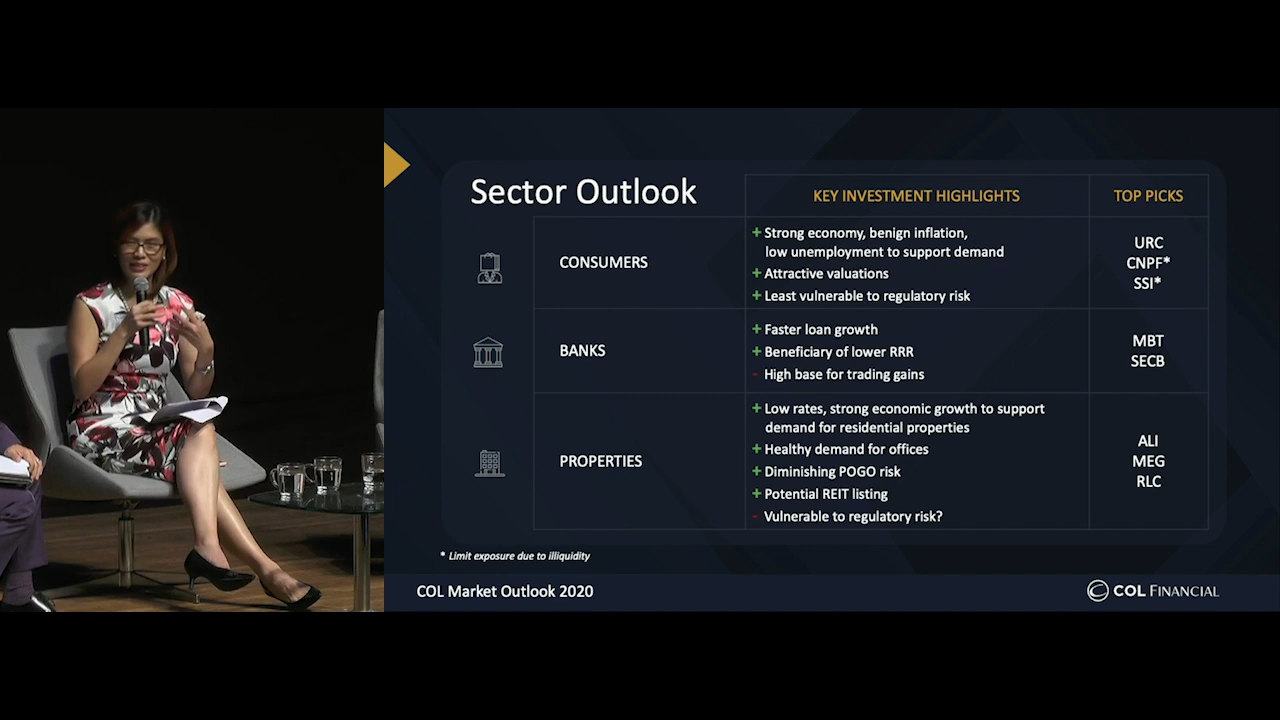 Sector Outlook
KEY INVESTMENT HIGHLIGHTS
TOP PICKS
CONSUMERS
+ Strong economy, benign inflation,
low unemployment to support demand
+ Attractive valuations
+ Least vulnerable to regulatory risk
URC
CNPF*
SSI*
BANKS
+ Faster loan growth
+ Beneficiary of lower RRR
- High base for trading gains
MBT
SECB
PROPERTIES
+ Low rates, strong economic growth to support
demand for residential properties
+ Healthy demand for offices
+ Diminishing POGO risk
+ Potential REIT listing
- Vulnerable to regulatory risk?
ALI
MEG
RLC
* Limit exposure due to illiquidity
COL Market Outlook 2020
COL FINANCIAL